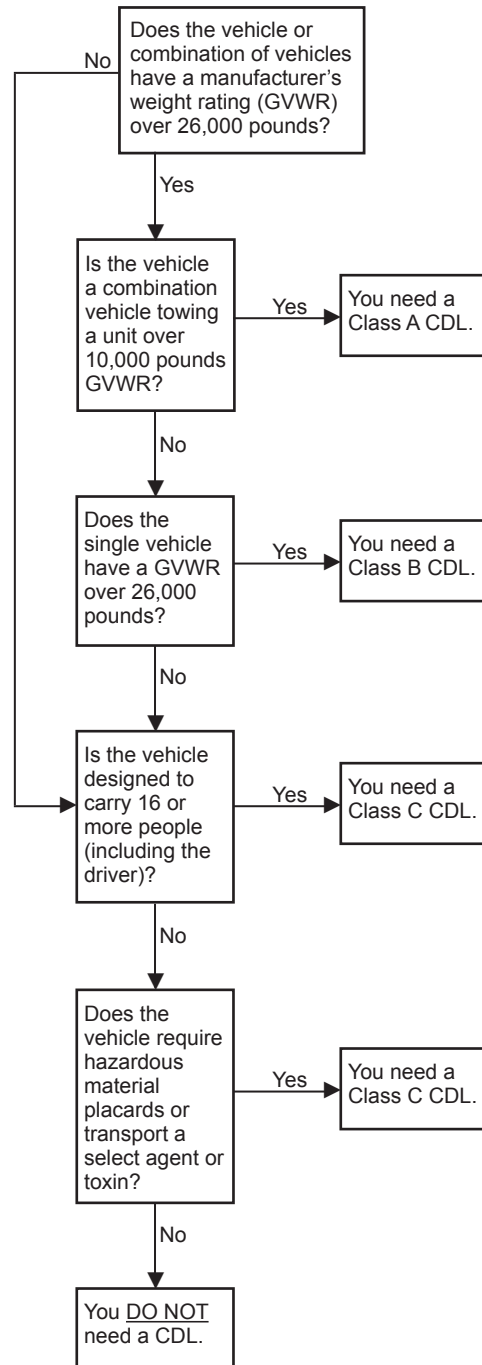 Does the vehicle or
combination of vehicles
have a manufacturer’s
weight rating (GVWR)
over 26,000 pounds?
No
Yes
Is the vehicle
a combination
vehicle towing
a unit over
10,000 pounds
GVWR?
Yes
You need a
Class A CDL.
No
Does the
single vehicle
have a GVWR
over 26,000
pounds?
Yes
You need a
Class B CDL.
No
Is the vehicle
designed to
carry 16 or
more people
(including the
driver)?
Yes
You need a
Class C CDL.
No
Does the
vehicle require
hazardous
material
placards or
transport a
select agent or
toxin?
Yes
You need a
Class C CDL.
No
You DO NOT
need a CDL.